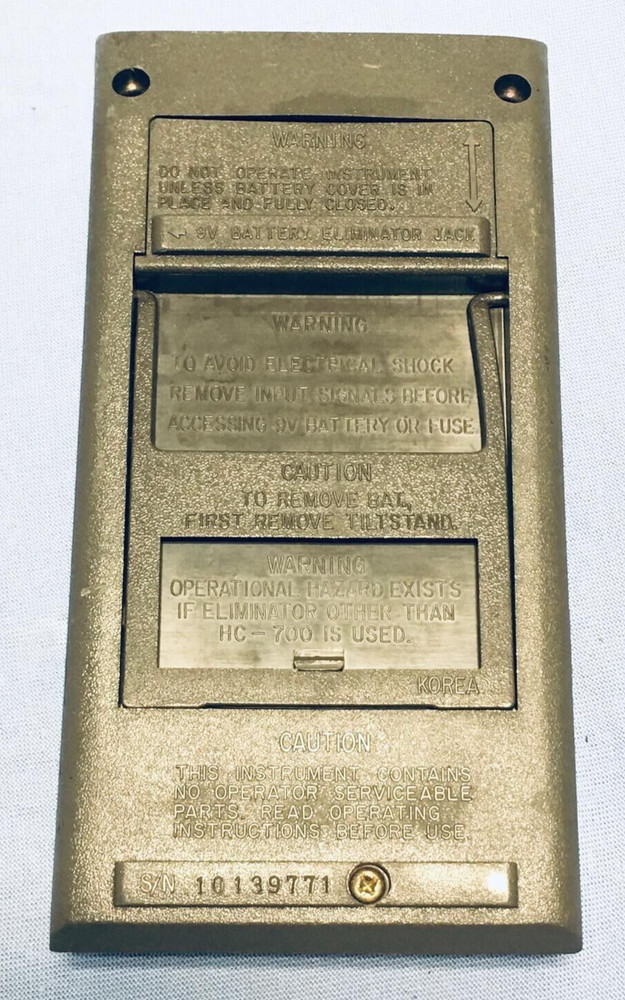 WARNING
DO NOT OPERATE INSTRUMENT
UNLESS BATTERY COVER IS IN
PLACE AND FULLY CLOSED.
← 9V BATTERY ELIMINATOR JACK
WARNING
TO AVOID ELECTRICAL SHOCK
REMOVE INPUT SIGNALS BEFORE
ACCESSING 9V BATTERY OR FUSE
CAUTION
TO REMOVE BAT,
FIRST REMOVE TILTSTAND.
WARNING
OPERATIONAL HAZARD EXISTS
IF ELIMINATOR OTHER THAN
HC-700 IS USED.
KOREA
CAUTION
THIS INSTRUMENT CONTAINS
NO OPERATOR SERVICEABLE
PARTS. READ OPERATING
INSTRUCTIONS BEFORE USE.
S/N 10139771